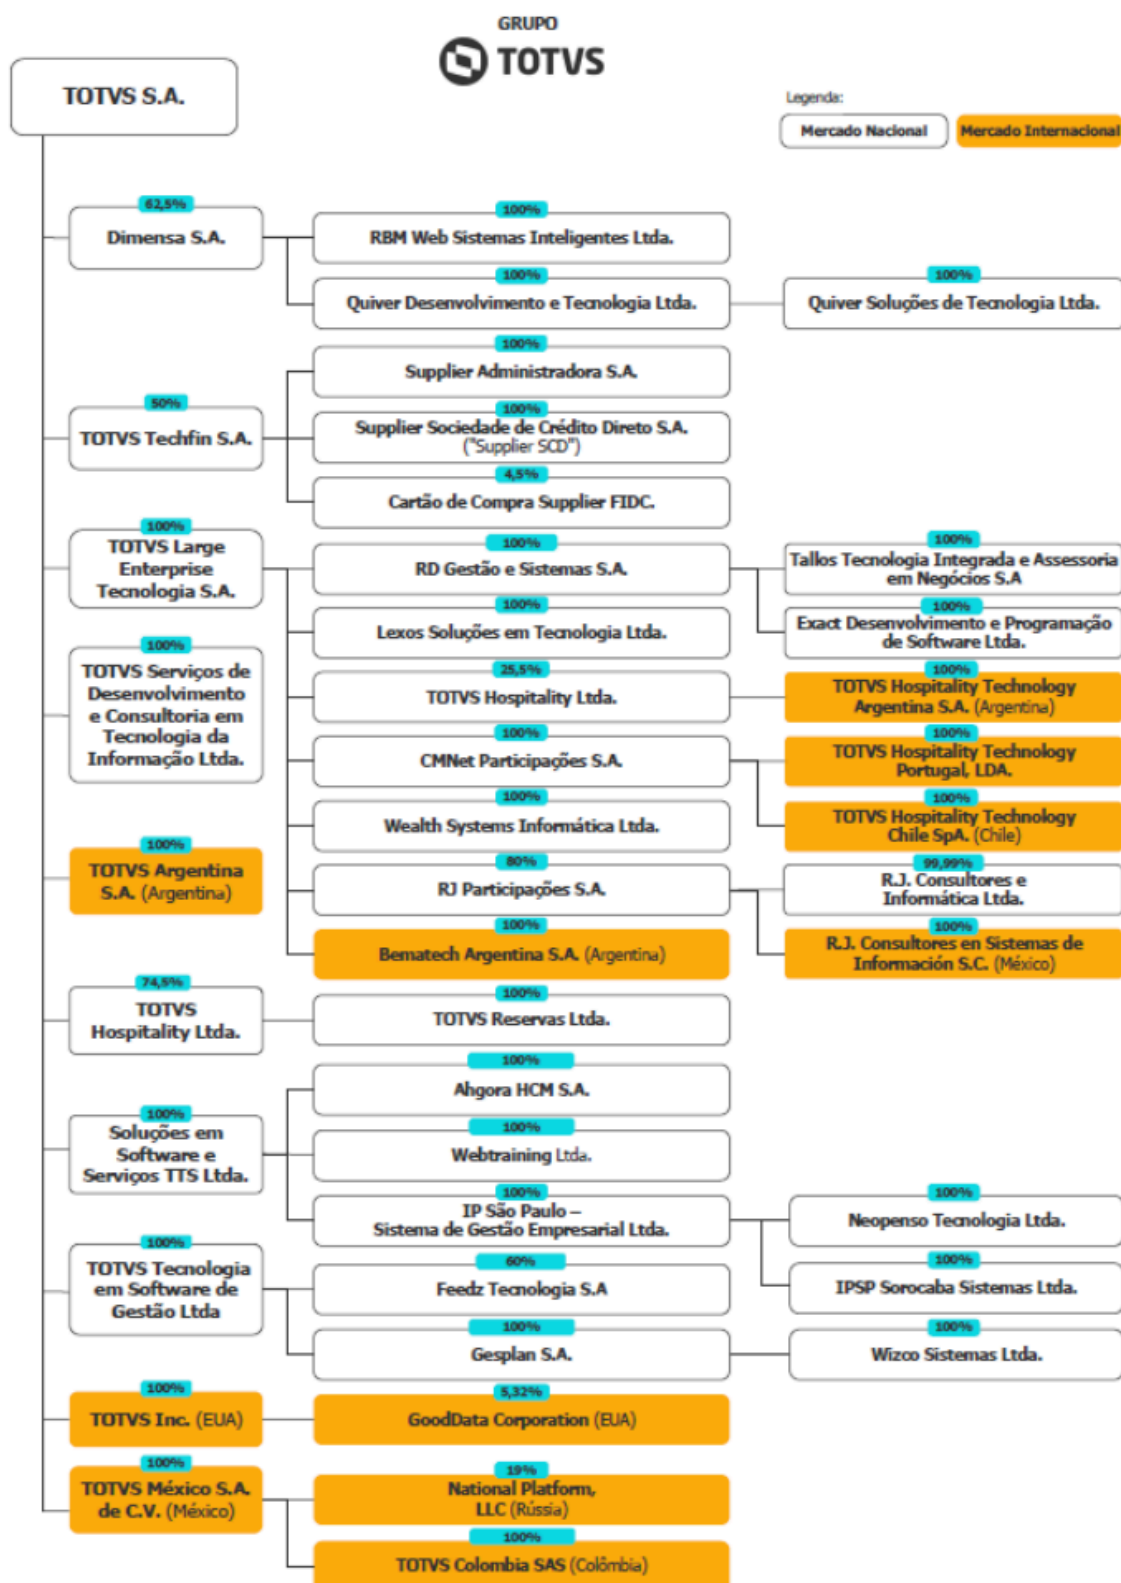 GRUPO
TOTVS
TOTVS S.A.
Legenda:
Mercado Nacional
Mercado Internacional
62,5%
Dimensa S.A.
100%
RBM Web Sistemas Inteligentes Ltda.
100%
Quiver Desenvolvimento e Tecnologia Ltda.
100%
Quiver Soluções de Tecnologia Ltda.
50%
TOTVS Techfin S.A.
100%
Supplier Administradora S.A.
100%
Supplier Sociedade de Crédito Direto S.A.
("Supplier SCD")
4,5%
Cartão de Compra Supplier FIDC.
100%
TOTVS Large
Enterprise
Tecnologia S.A.
100%
RD Gestão e Sistemas S.A.
100%
Tallos Tecnologia Integrada e Assessoria
em Negócios S.A
100%
Exact Desenvolvimento e Programação
de Software Ltda.
100%
Lexos Soluções em Tecnologia Ltda.
25,5%
TOTVS Hospitality Ltda.
100%
TOTVS Hospitality Technology
Argentina S.A. (Argentina)
100%
CMNet Participações S.A.
100%
TOTVS Hospitality Technology
Portugal, LDA.
100%
TOTVS Hospitality Technology
Chile SpA. (Chile)
100%
Wealth Systems Informática Ltda.
80%
RJ Participações S.A.
99,99%
R.J. Consultores e
Informática Ltda.
100%
R.J. Consultores en Sistemas de
Información S.C. (México)
100%
Bematech Argentina S.A. (Argentina)
100%
TOTVS Serviços de
Desenvolvimento
e Consultoria em
Tecnologia da
Informação Ltda.
100%
TOTVS Argentina
S.A. (Argentina)
74,5%
TOTVS
Hospitality Ltda.
100%
TOTVS Reservas Ltda.
100%
Soluções em
Software e
Serviços TTS Ltda.
100%
Ahgora HCM S.A.
100%
Webtraining Ltda.
100%
IP São Paulo –
Sistema de Gestão Empresarial Ltda.
100%
Neopenso Tecnologia Ltda.
100%
IPSP Sorocaba Sistemas Ltda.
100%
TOTVS Tecnologia
em Software de
Gestão Ltda
60%
Feedz Tecnologia S.A
100%
Gesplan S.A.
100%
Wizco Sistemas Ltda.
100%
TOTVS Inc. (EUA)
5,32%
GoodData Corporation (EUA)
100%
TOTVS México S.A.
de C.V. (México)
19%
National Platform,
LLC (Rússia)
100%
TOTVS Colombia SAS (Colômbia)